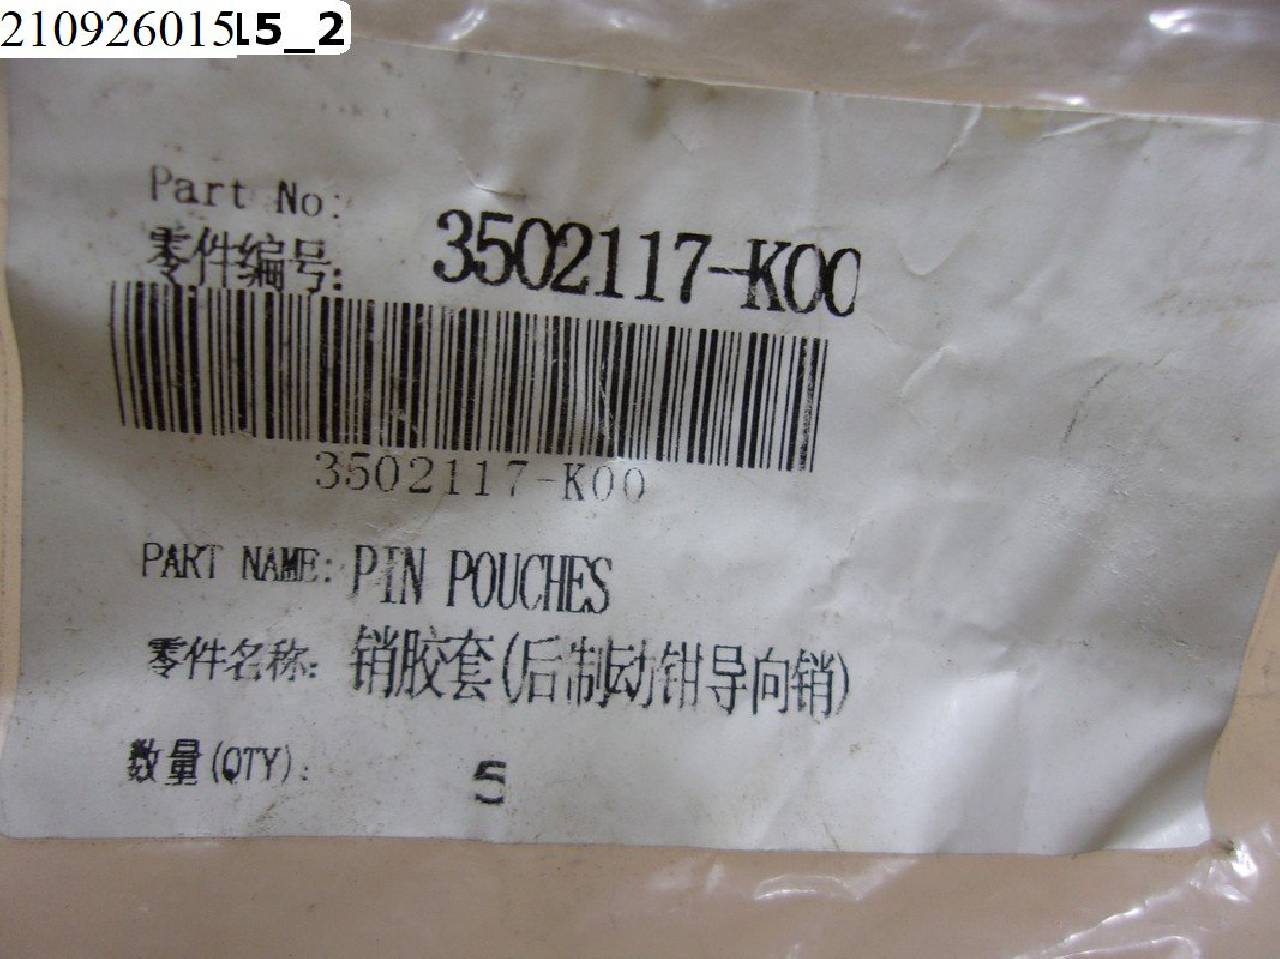 21092601515_2
Part No:
零件编号: 3502117-K00
3502117-K00
PART NAME: PIN POUCHES
零件名称: 销胶套(后制动钳导向销)
数量(QTY): 5